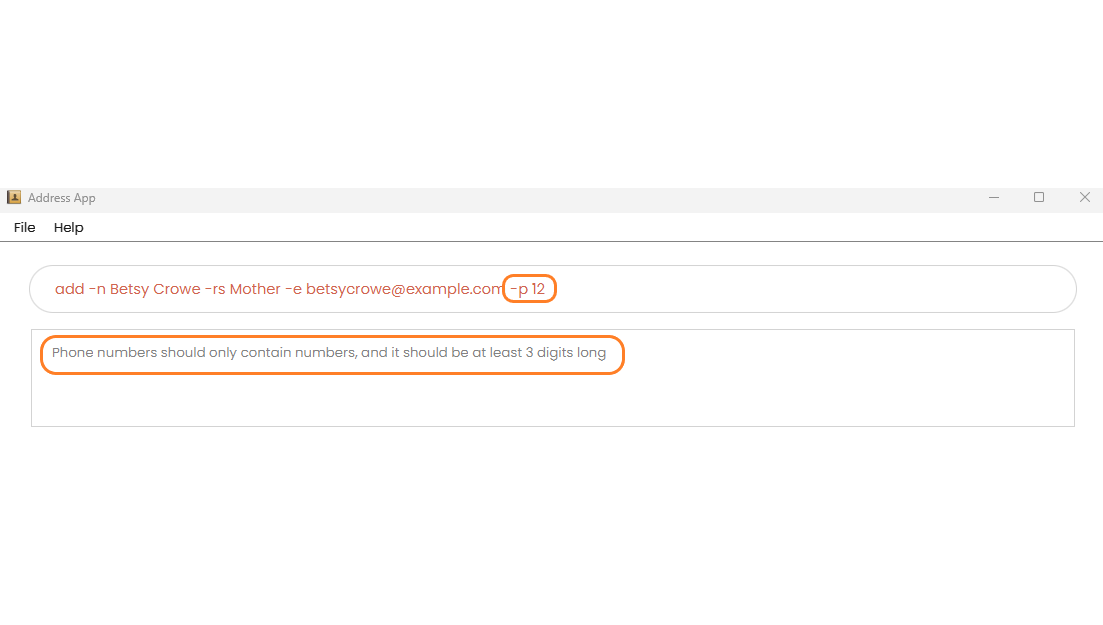 Address App
File Help
add -n Betsy Crowe -rs Mother -e betsycrowe@example.com -p 12
Phone numbers should only contain numbers, and it should be at least 3 digits long